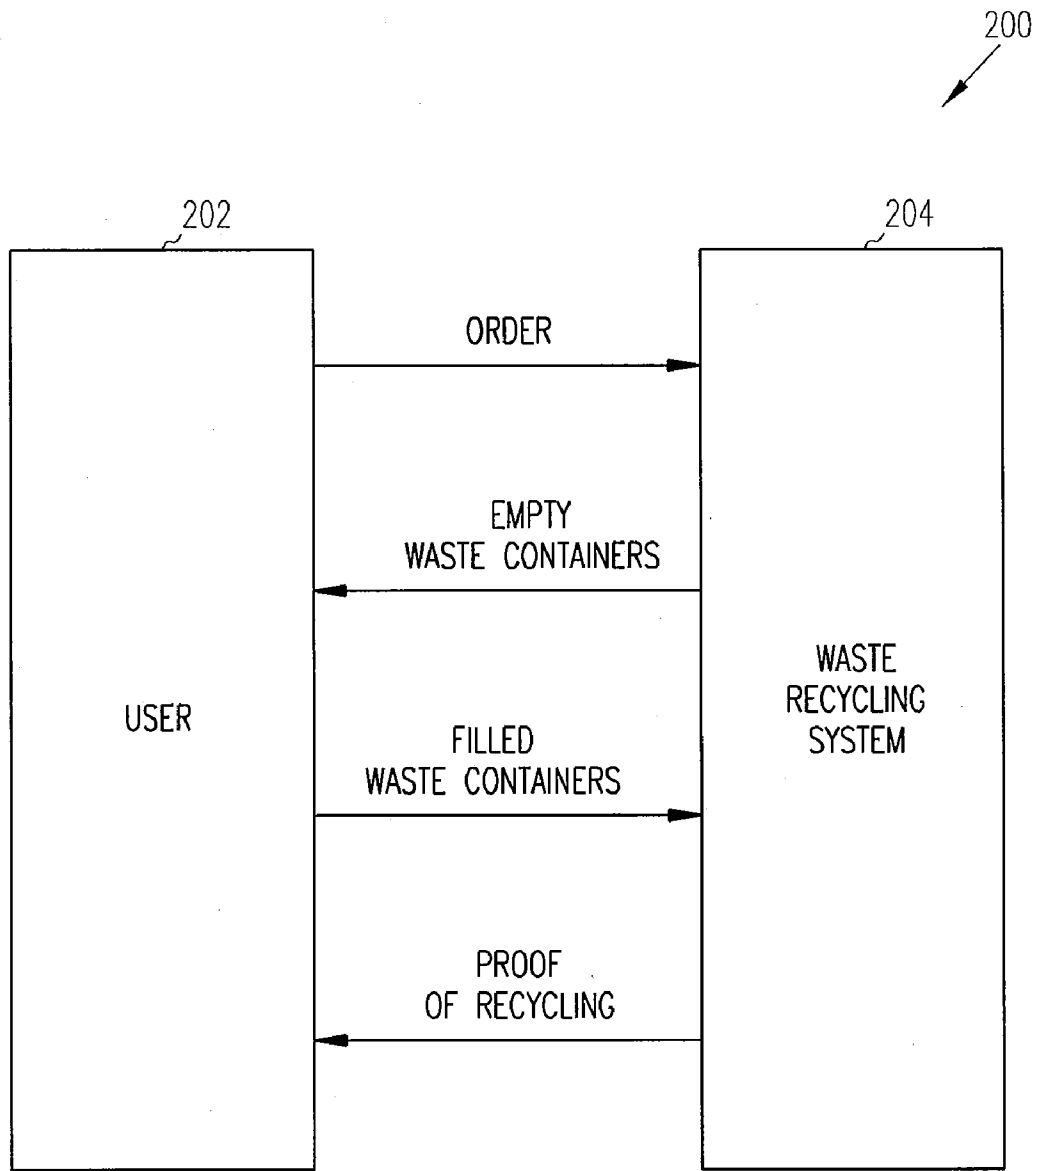 200
202
204
ORDER
EMPTY
WASTE CONTAINERS
USER
WASTE
RECYCLING
SYSTEM
FILLED
WASTE CONTAINERS
PROOF
OF RECYCLING